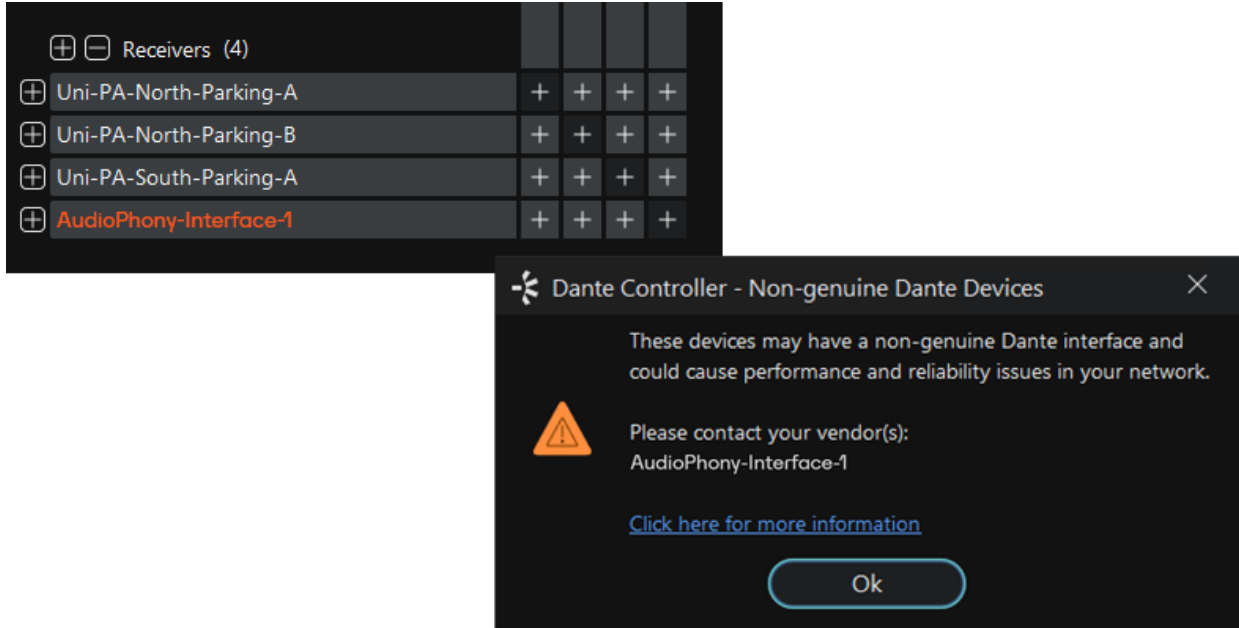 Receivers (4)
Uni-PA-North-Parking-A
Uni-PA-North-Parking-B
Uni-PA-South-Parking-A
AudioPhony-Interface-1
Dante Controller - Non-genuine Dante Devices
These devices may have a non-genuine Dante interface and
could cause performance and reliability issues in your network.
Please contact your vendor(s):
AudioPhony-Interface-1
Click here for more information
Ok